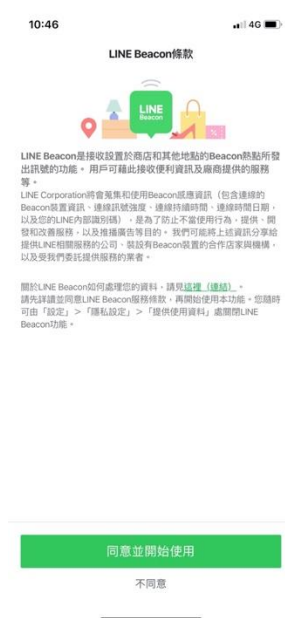 10:46
4G
LINE Beacon條款
LINE
Beacon
LINE Beacon是接收設置於商店和其他地點的Beacon熱點所發
出訊號的功能。用戶可藉此接收便利資訊及廠商提供的服務
等。
LINE Corporation將會蒐集和使用Beacon感應資訊（包含連線的
Beacon裝置資訊、連線訊號強度、連線持續時間、連線時間日期，
以及您的LINE內部識別碼），是為了防止不當使用行為、提供、開
發和改善服務，以及推播廣告等目的。我們可能將上述資訊分享給
提供LINE相關服務的公司、裝設有Beacon裝置的合作店家與機構，
以及受我們委託提供服務的業者。
關於LINE Beacon如何處理您的資料，請見這裡（連結）。
請先詳讀並同意LINE Beacon服務條款，再開始使用本功能。您隨時
可由「設定」＞「隱私設定」＞「提供使用資料」處關閉LINE
Beacon功能。
同意並開始使用
不同意